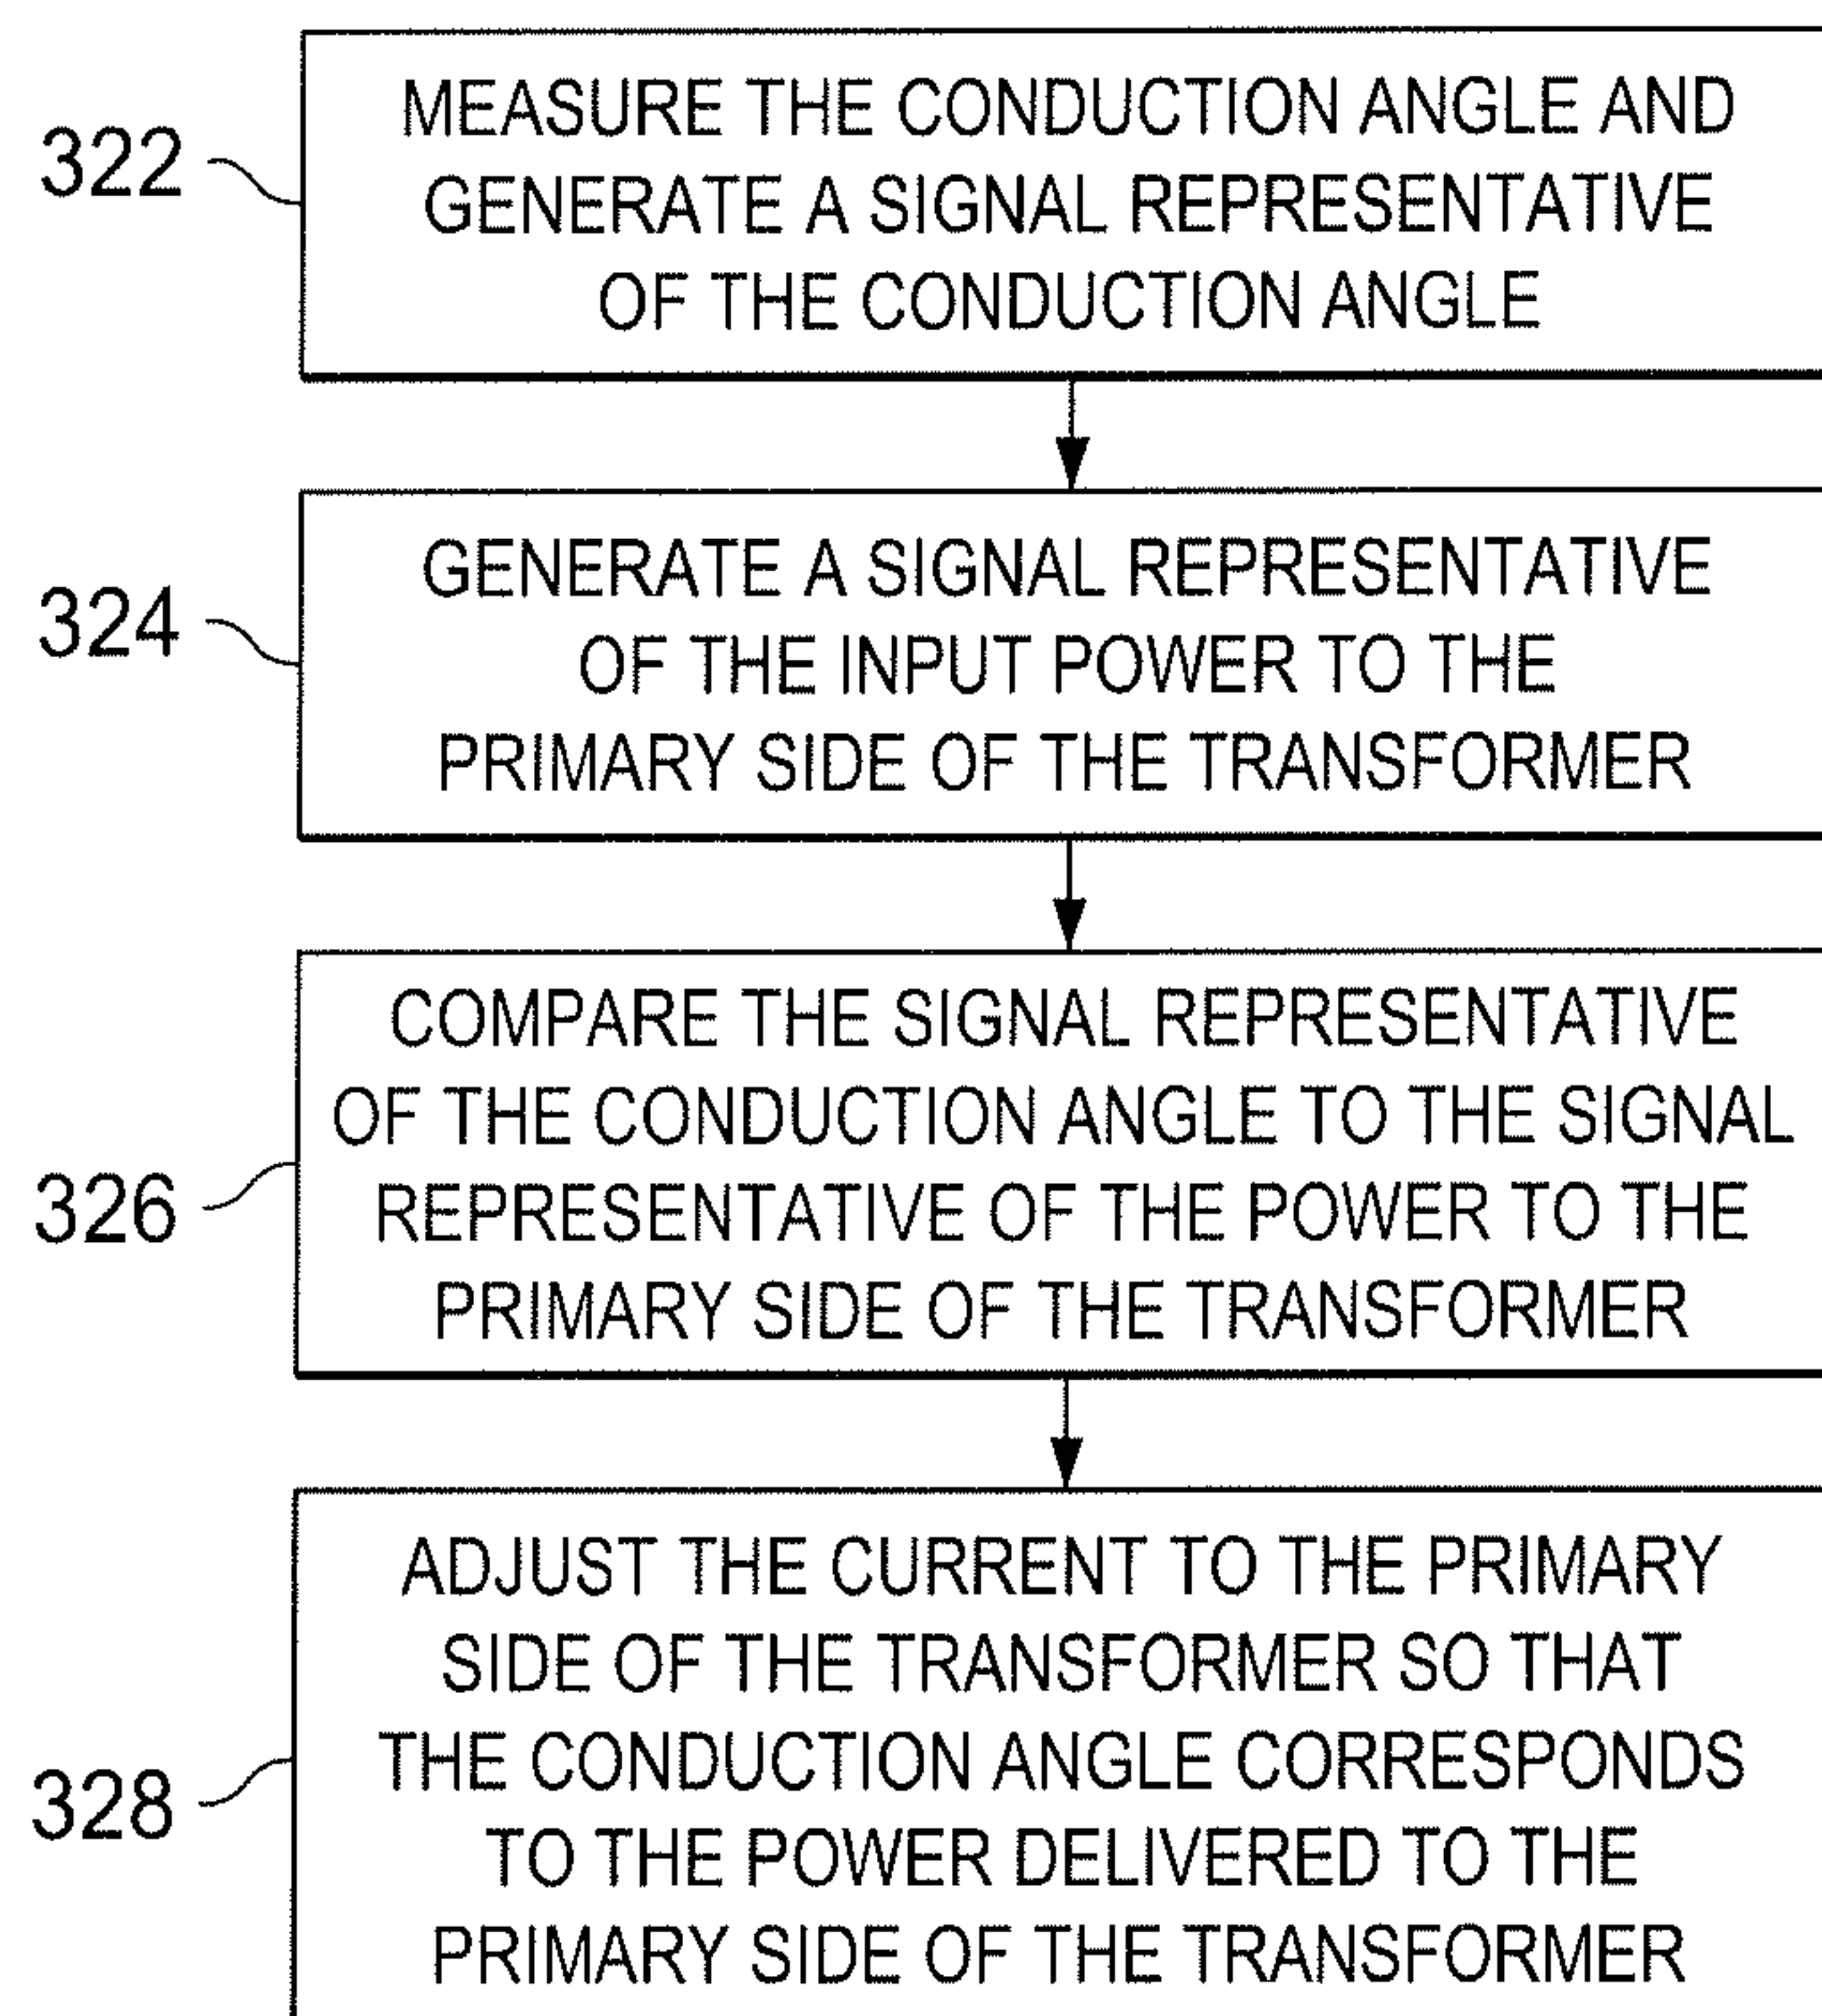 322
MEASURE THE CONDUCTION ANGLE AND
GENERATE A SIGNAL REPRESENTATIVE
OF THE CONDUCTION ANGLE
324
GENERATE A SIGNAL REPRESENTATIVE
OF THE INPUT POWER TO THE
PRIMARY SIDE OF THE TRANSFORMER
326
COMPARE THE SIGNAL REPRESENTATIVE
OF THE CONDUCTION ANGLE TO THE SIGNAL
REPRESENTATIVE OF THE POWER TO THE
PRIMARY SIDE OF THE TRANSFORMER
328
ADJUST THE CURRENT TO THE PRIMARY
SIDE OF THE TRANSFORMER SO THAT
THE CONDUCTION ANGLE CORRESPONDS
TO THE POWER DELIVERED TO THE
PRIMARY SIDE OF THE TRANSFORMER